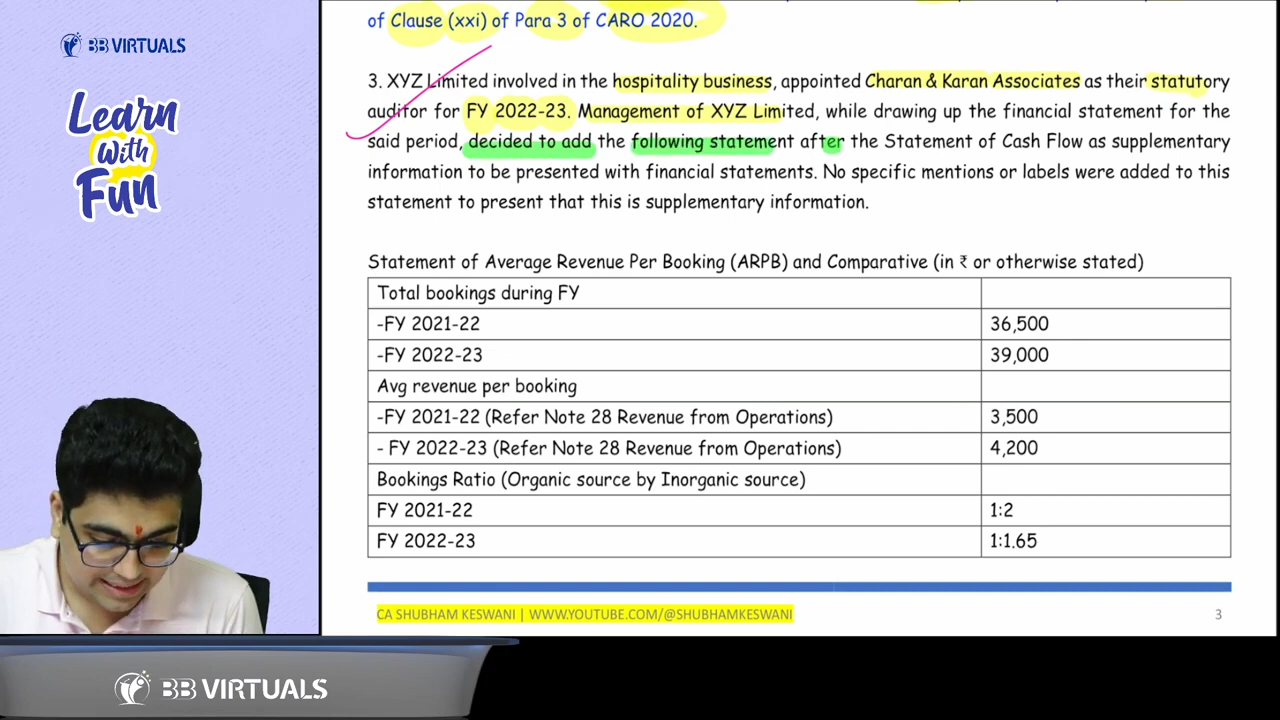 of Clause (xxi) of Para 3 of CARO 2020.
BB VIRTUALS
Learn
With
Fun
3. XYZ Limited involved in the hospitality business, appointed Charan & Karan Associates as their statutory
auditor for FY 2022-23. Management of XYZ Limited, while drawing up the financial statement for the
said period, decided to add the following statement after the Statement of Cash Flow as supplementary
information to be presented with financial statements. No specific mentions or labels were added to this
statement to present that this is supplementary information.
Statement of Average Revenue Per Booking (ARPB) and Comparative (in ₹ or otherwise stated)
Total bookings during FY
-FY 2021-22 36,500
-FY 2022-23 39,000
Avg revenue per booking
-FY 2021-22 (Refer Note 28 Revenue from Operations) 3,500
- FY 2022-23 (Refer Note 28 Revenue from Operations) 4,200
Bookings Ratio (Organic source by Inorganic source)
FY 2021-22 1:2
FY 2022-23 1:1.65
CA SHUBHAM KESWANI | WWW.YOUTUBE.COM/@SHUBHAMKESWANI 3
BB VIRTUALS